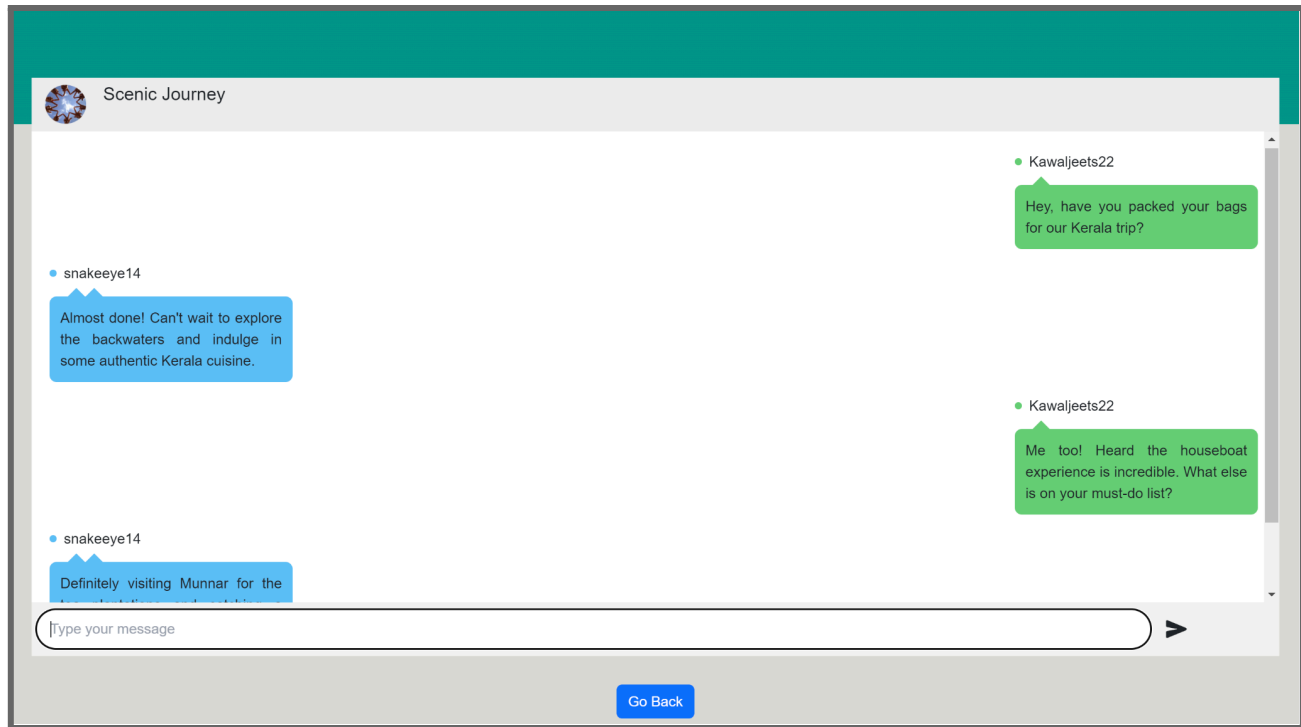 Scenic Journey
Kawaljeets22
Hey, have you packed your bags
for our Kerala trip?
snakeeye14
Almost done! Can't wait to explore
the backwaters and indulge in
some authentic Kerala cuisine.
Kawaljeets22
Me too! Heard the houseboat
experience is incredible. What else
is on your must-do list?
snakeeye14
Definitely visiting Munnar for the
Type your message
Go Back